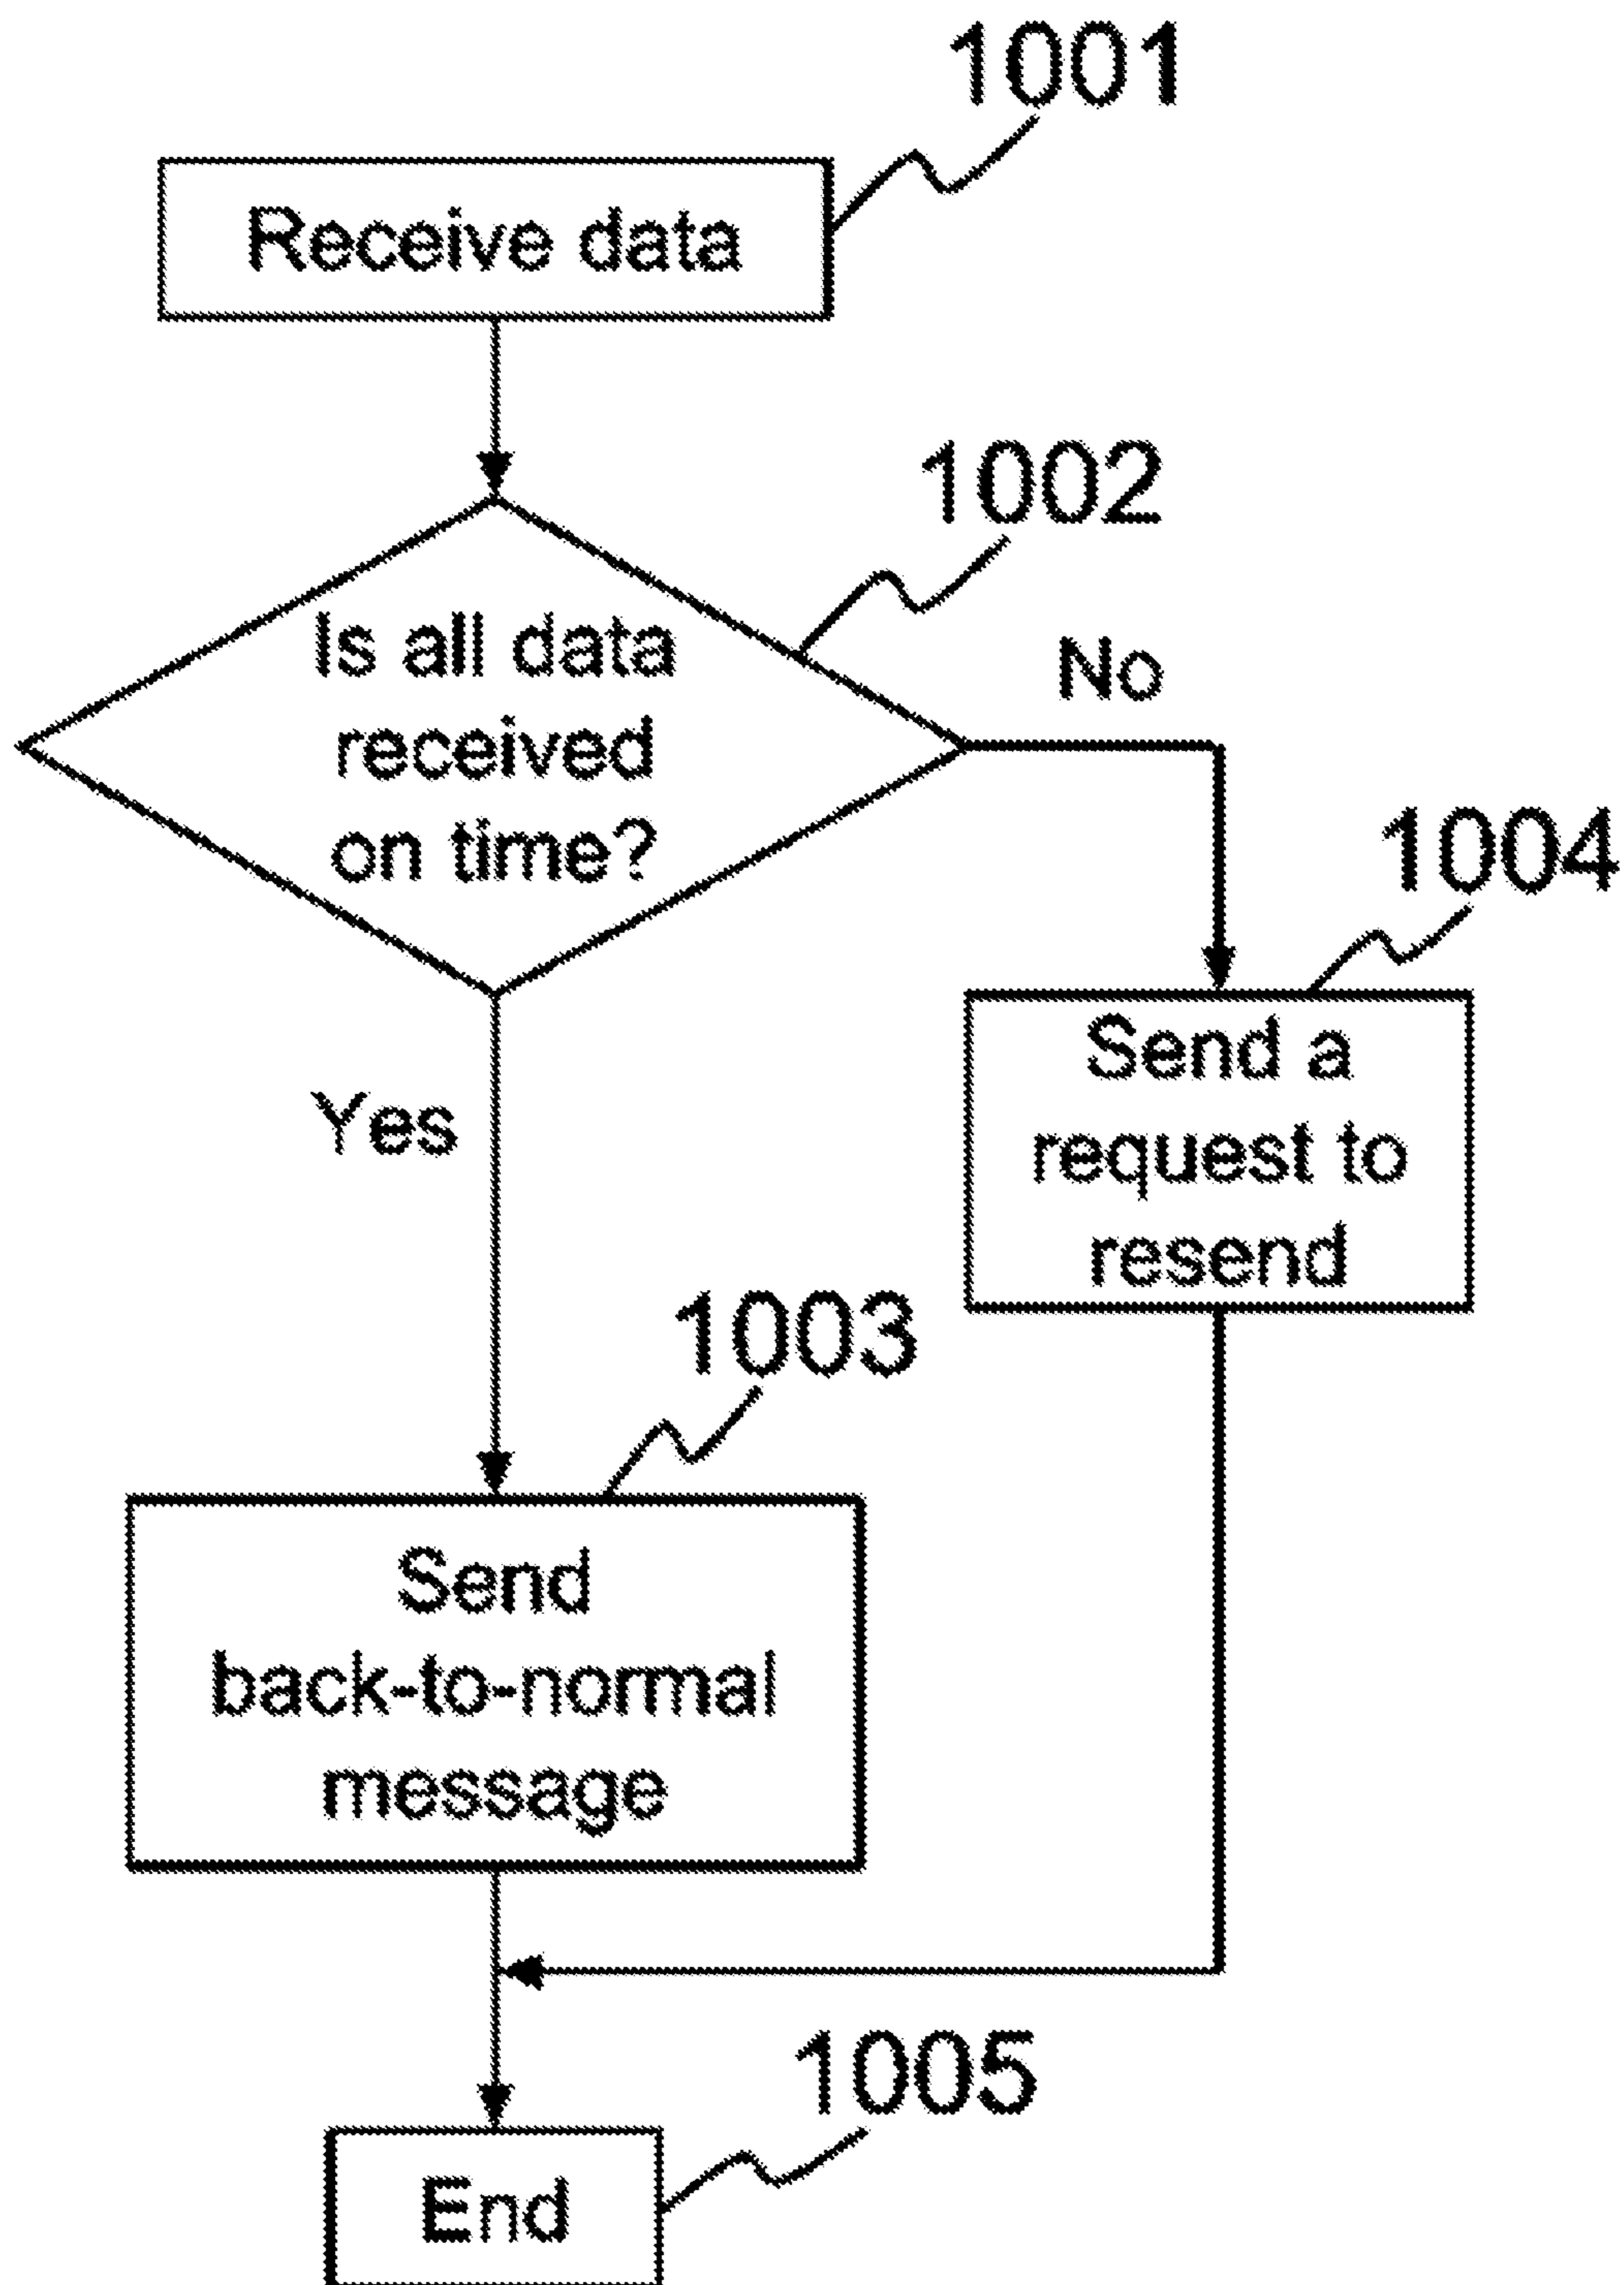 1001
Receive data
1002
Is all data
received
on time?
No
1004
Send a
request to
resend
Yes
1003
Send
back-to-normal
message
1005
End